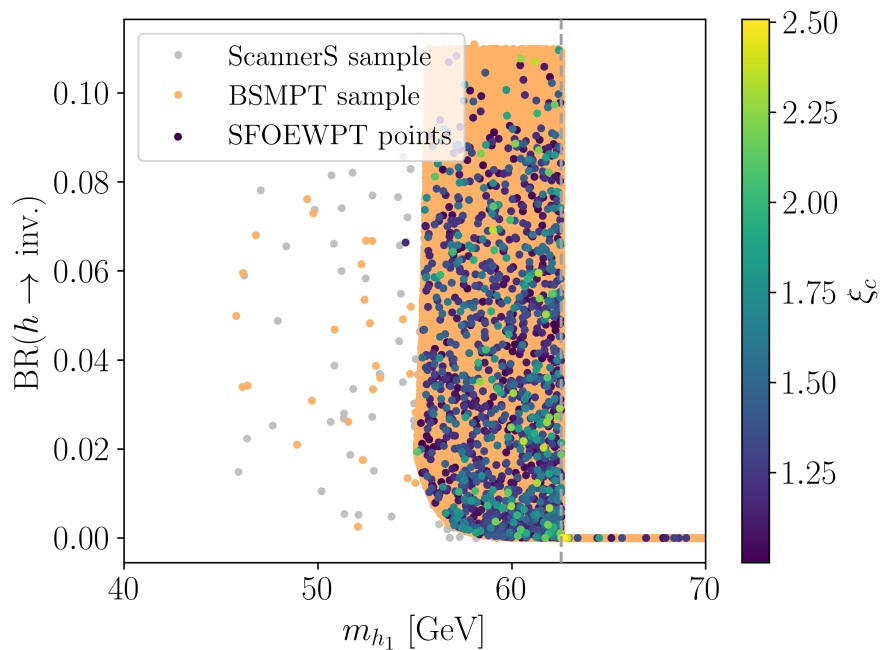 ScannerS sample
BSMPT sample
SFOEWPT points
BR(h → inv.)
0.10
0.08
0.06
0.04
0.02
0.00
40
50
60
70
m_{h_1} [GeV]
2.50
2.25
2.00
1.75
1.50
1.25
ξ_c